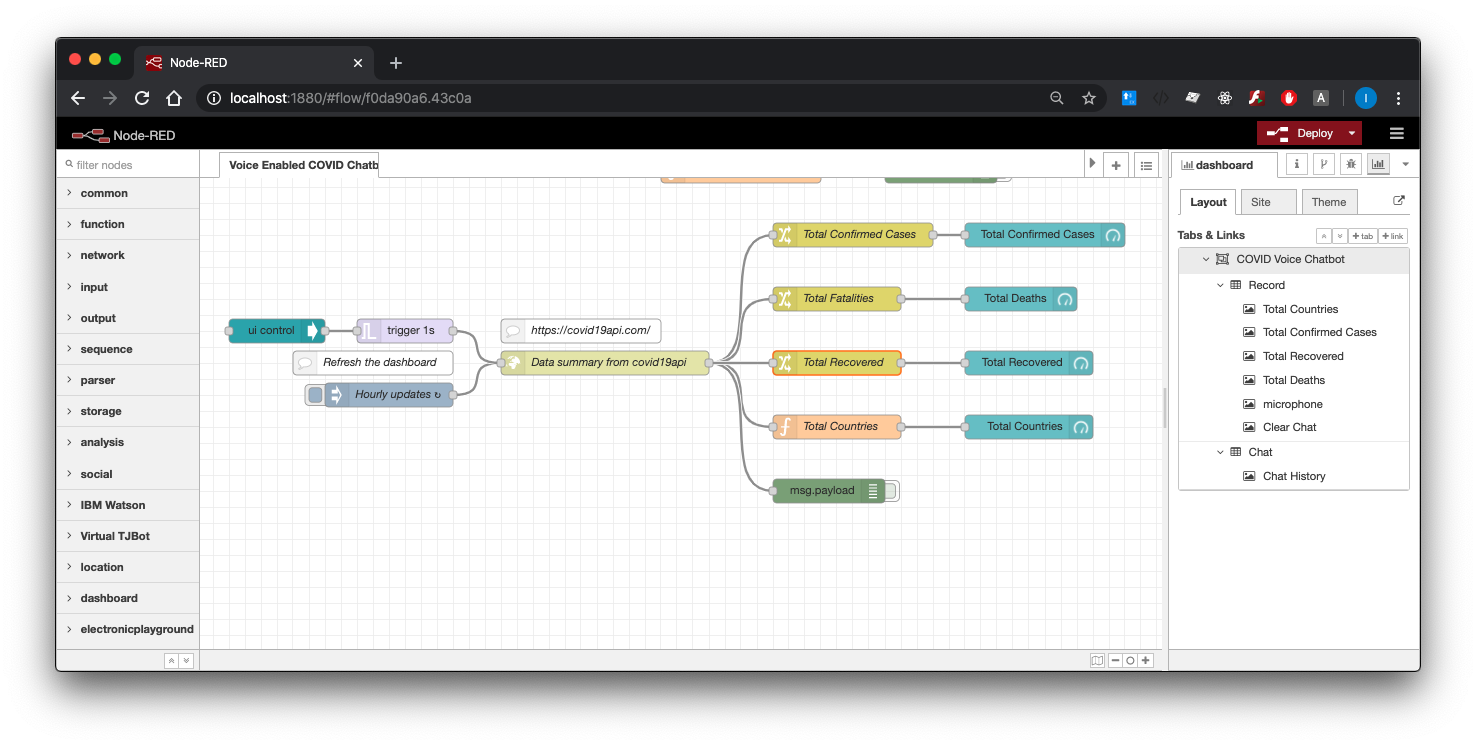 Node-RED
localhost:1880/#flow/f0da90a6.43c0a
A
I
Node-RED
Deploy
filter nodes
common
function
network
input
output
sequence
parser
storage
analysis
social
IBM Watson
Virtual TJBot
location
dashboard
electronicplayground
Voice Enabled COVID Chatb
Total Confirmed Cases
Total Confirmed Cases
Total Fatalities
Total Deaths
ui control
trigger 1s
https://covid19api.com/
Refresh the dashboard
Data summary from covid19api
Total Recovered
Total Recovered
Hourly updates ↻
Total Countries
Total Countries
msg.payload
dashboard
i
Layout
Site
Theme
Tabs & Links
+tab
+link
COVID Voice Chatbot
Record
Total Countries
Total Confirmed Cases
Total Recovered
Total Deaths
microphone
Clear Chat
Chat
Chat History